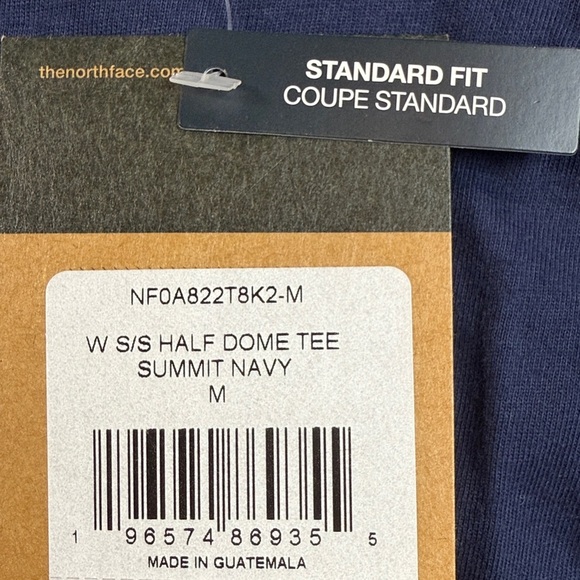 thenorthface.com
STANDARD FIT
COUPE STANDARD
NF0A822T8K2-M
W S/S HALF DOME TEE
SUMMIT NAVY
M
1 96574 86935 5
MADE IN GUATEMALA